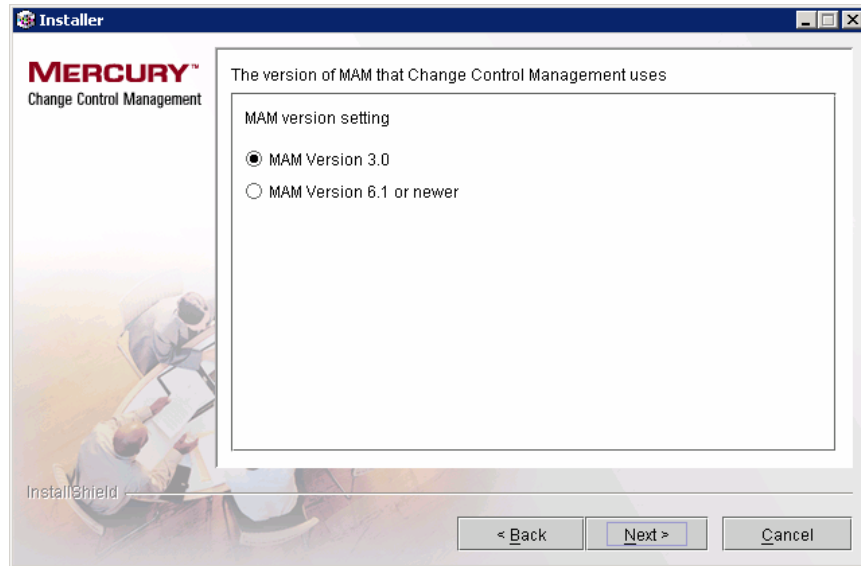 Installer
MERCURY™
Change Control Management
The version of MAM that Change Control Management uses
MAM version setting
MAM Version 3.0
MAM Version 6.1 or newer
InstallShield
< Back
Next >
Cancel